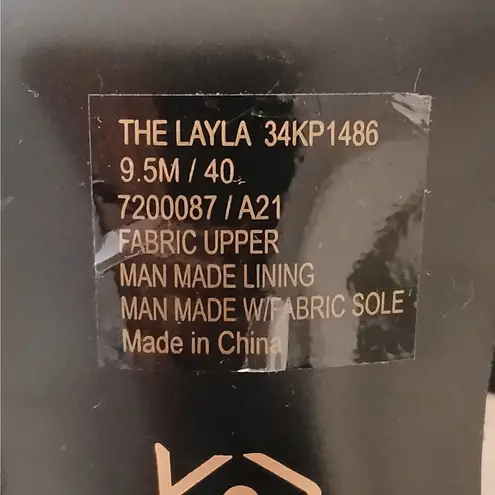 THE LAYLA 34KP1486
9.5M / 40
7200087 / A21
FABRIC UPPER
MAN MADE LINING
MAN MADE W/FABRIC SOLE
Made in China